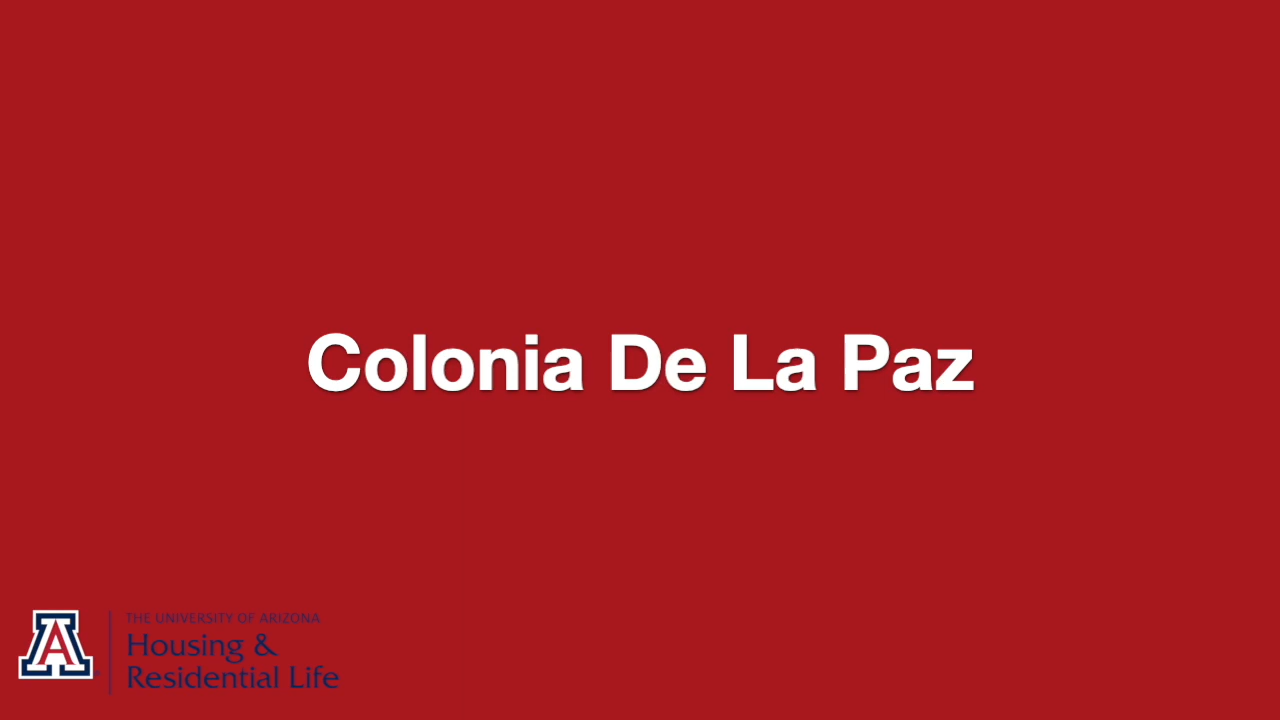 Colonia De La Paz
A
THE UNIVERSITY OF ARIZONA
Housing &
Residential Life